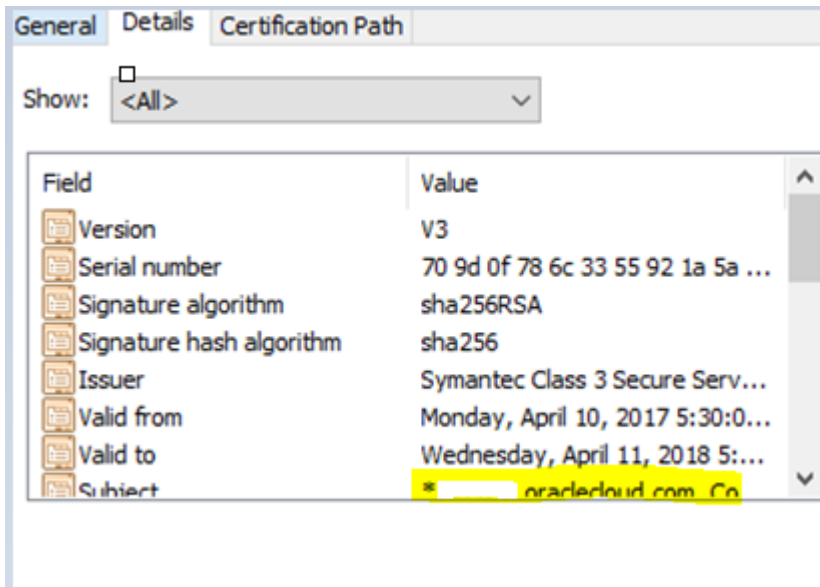 General Details Certification Path
Show: <All>
Field Value
Version V3
Serial number 70 9d 0f 78 6c 33 55 92 1a 5a ...
Signature algorithm sha256RSA
Signature hash algorithm sha256
Issuer Symantec Class 3 Secure Serv...
Valid from Monday, April 10, 2017 5:30:0...
Valid to Wednesday, April 11, 2018 5:...
Subject * oraclecloud.com, Co